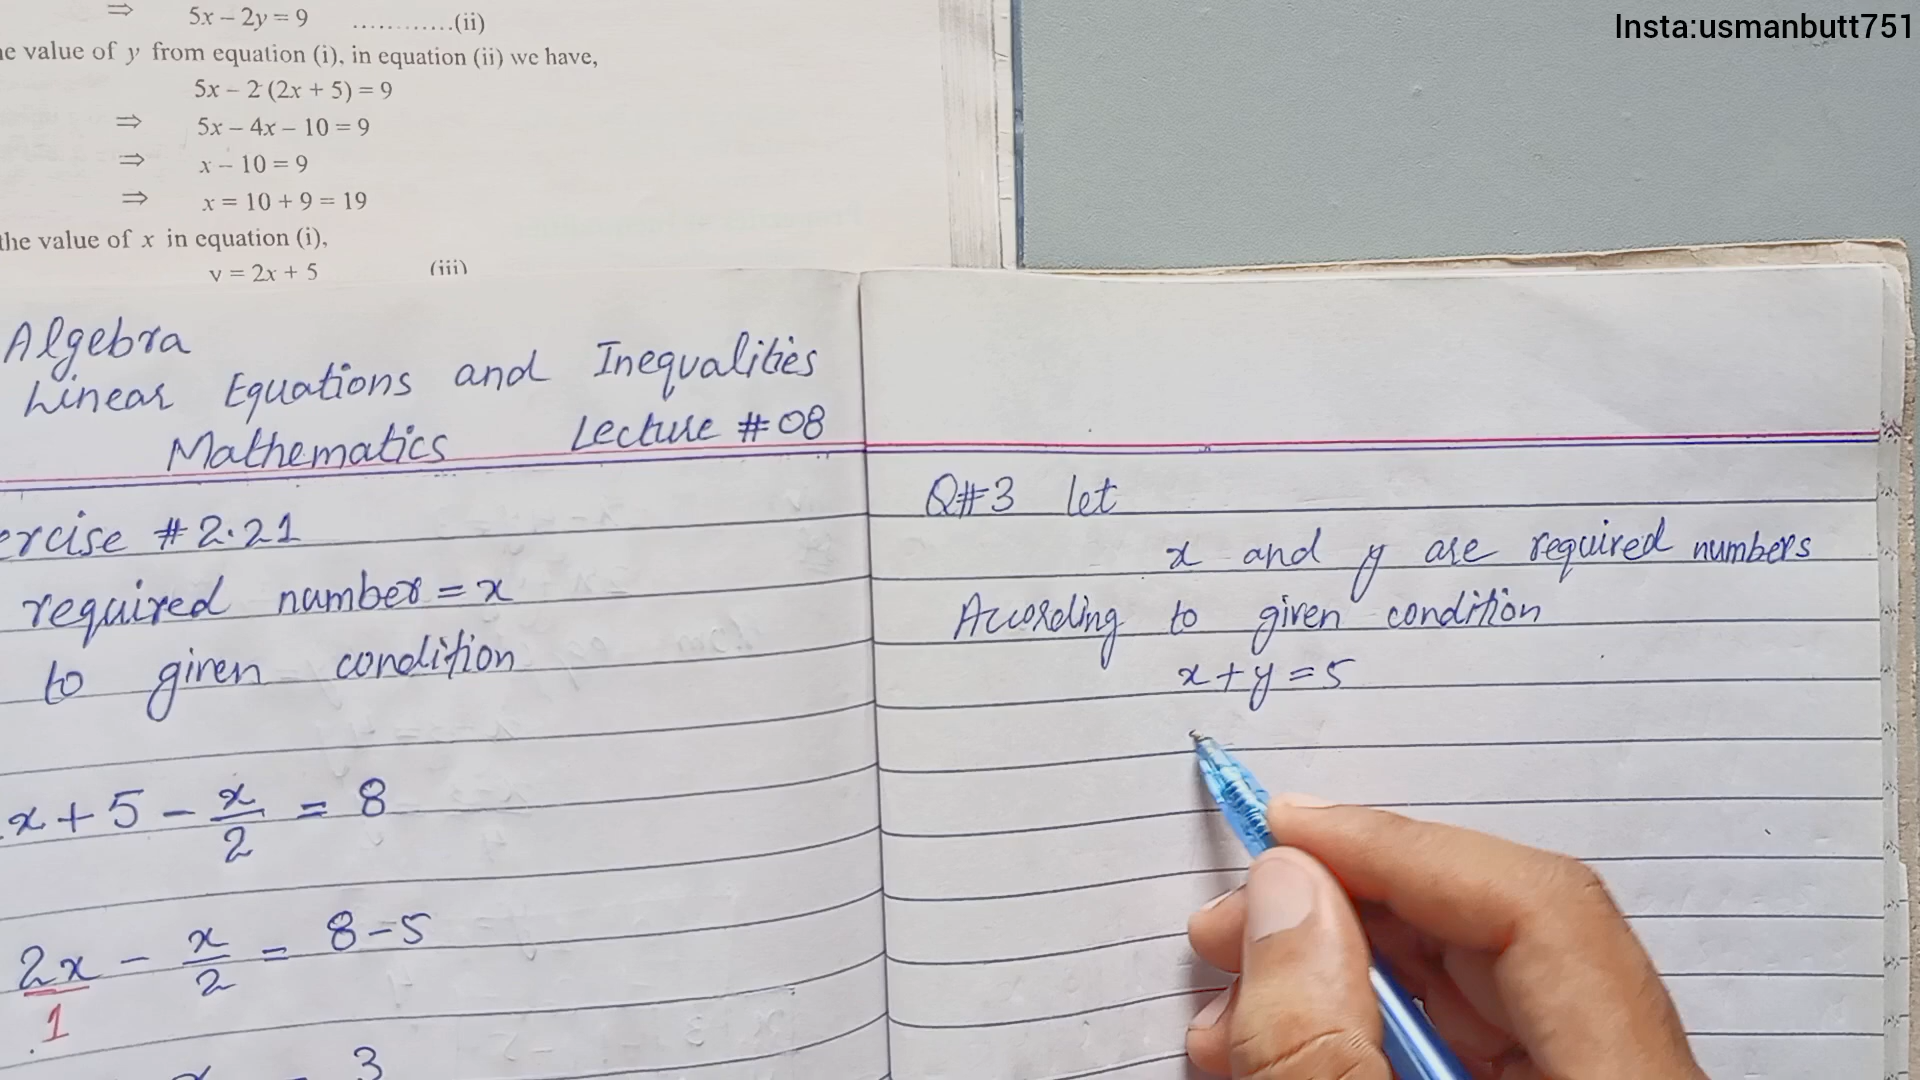 Insta:usmanbutt751
⇒ 5x – 2y = 9 …………(ii)
value of y from equation (i), in equation (ii) we have,
5x – 2 (2x + 5) = 9
⇒ 5x – 4x – 10 = 9
⇒ x – 10 = 9
⇒ x = 10 + 9 = 19
the value of x in equation (i),
y = 2x + 5 (iii)
Algebra
Linear Equations and Inequalities
Mathematics Lecture #08
ercise #2.21
required number = x
to given condition
x + 5 - x/2 = 8
2x - x/2 = 8-5
1
3
Q#3 let
x and y are required numbers
According to given condition
x + y = 5